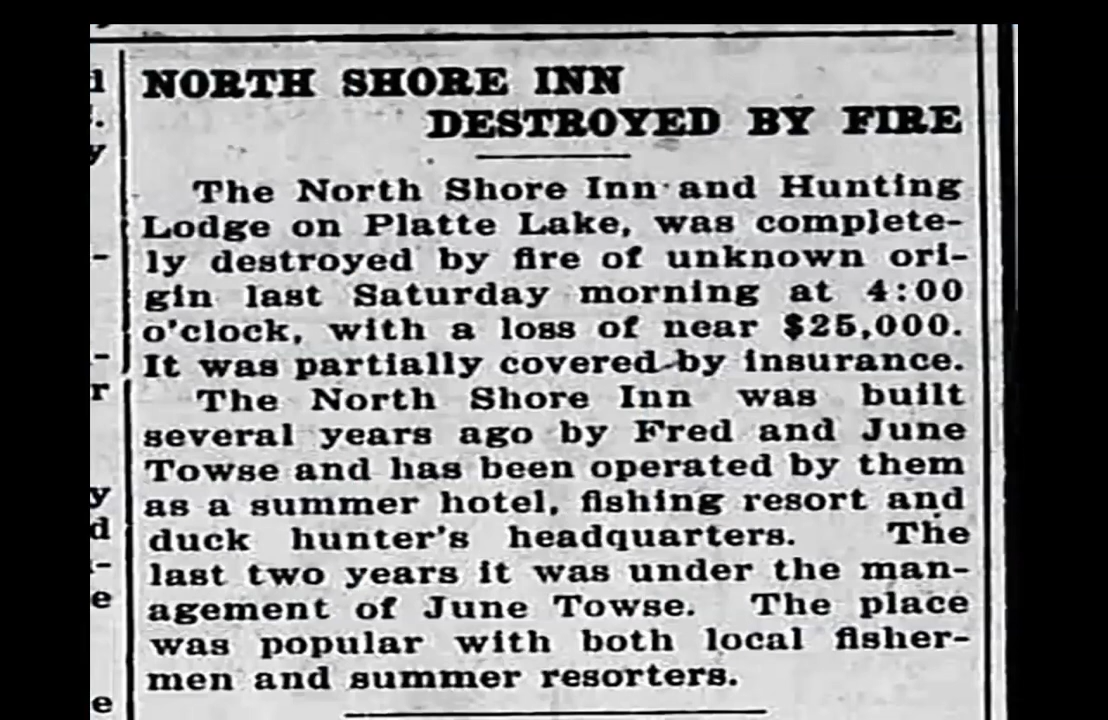 NORTH SHORE INN
DESTROYED BY FIRE
The North Shore Inn and Hunting
Lodge on Platte Lake, was complete-
ly destroyed by fire of unknown ori-
gin last Saturday morning at 4:00
o'clock, with a loss of near $25,000.
It was partially covered by insurance.
The North Shore Inn was built
several years ago by Fred and June
Towse and has been operated by them
as a summer hotel, fishing resort and
duck hunter's headquarters. The
last two years it was under the man-
agement of June Towse. The place
was popular with both local fisher-
men and summer resorters.